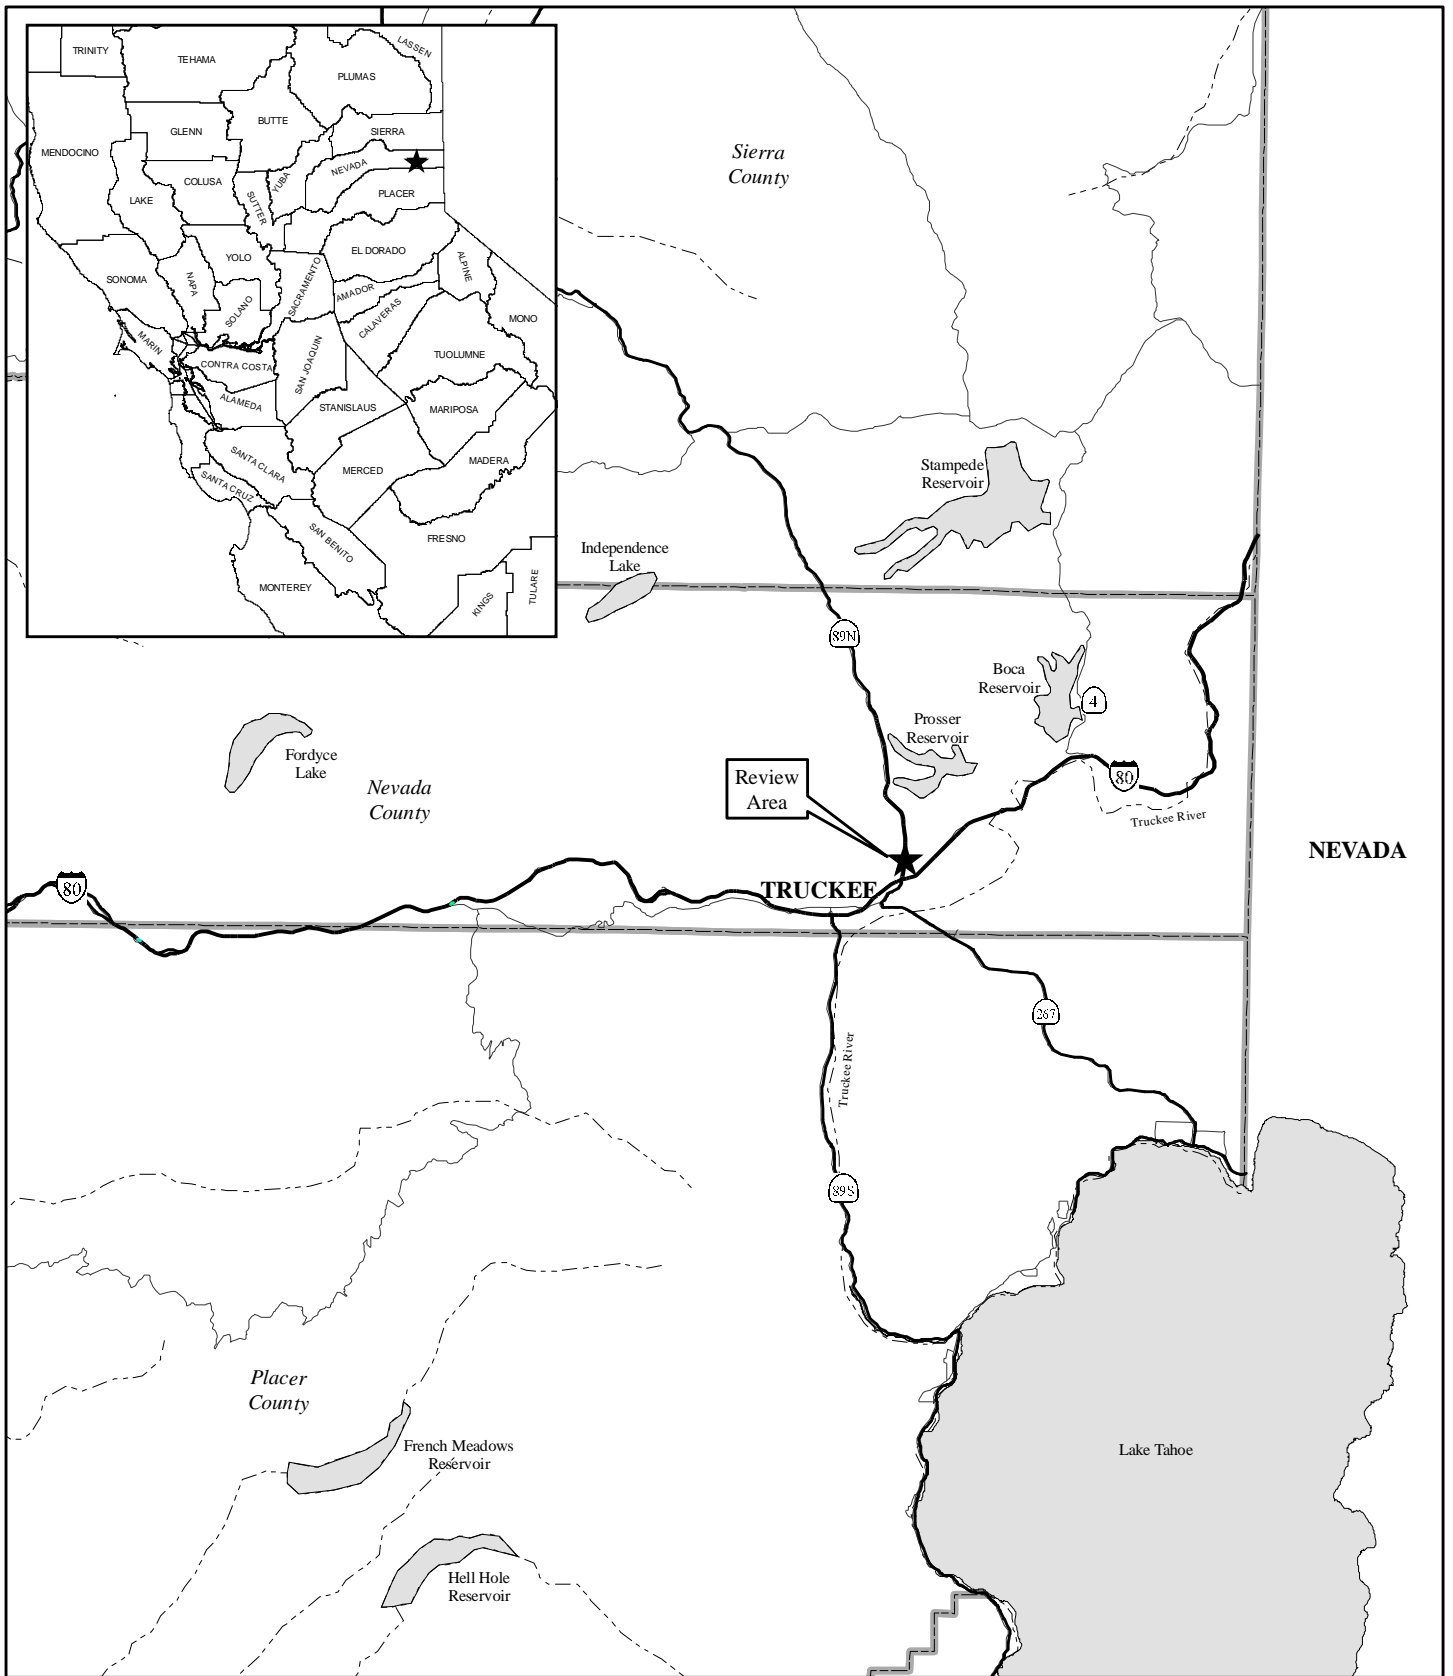 TRINITY
TEHAMA
LASSEN
PLUMAS
GLENN
BUTTE
SIERRA
MENDOCINO
NEVADA
COLUSA
YUBA
LAKE
SUTTER
PLACER
YOLO
EL DORADO
SONOMA
NAPA
SACRAMENTO
ALPINE
SOLANO
AMADOR
CALAVERAS
MONO
MARIN
CONTRA COSTA
SAN JOAQUIN
TUOLUMNE
ALAMEDA
STANISLAUS
MARIPOSA
SANTA CLARA
MERCED
MADERA
SANTA CRUZ
SAN BENITO
FRESNO
MONTEREY
KINGS
TULARE
Sierra
County
Stampede
Reservoir
Independence
Lake
89N
Boca
Reservoir
4
Prosser
Reservoir
Fordyce
Lake
Nevada
County
Review
Area
80
Truckee River
NEVADA
80
TRUCKEE
267
Truckee River
89S
Placer
County
French Meadows
Reservoir
Lake Tahoe
Hell Hole
Reservoir